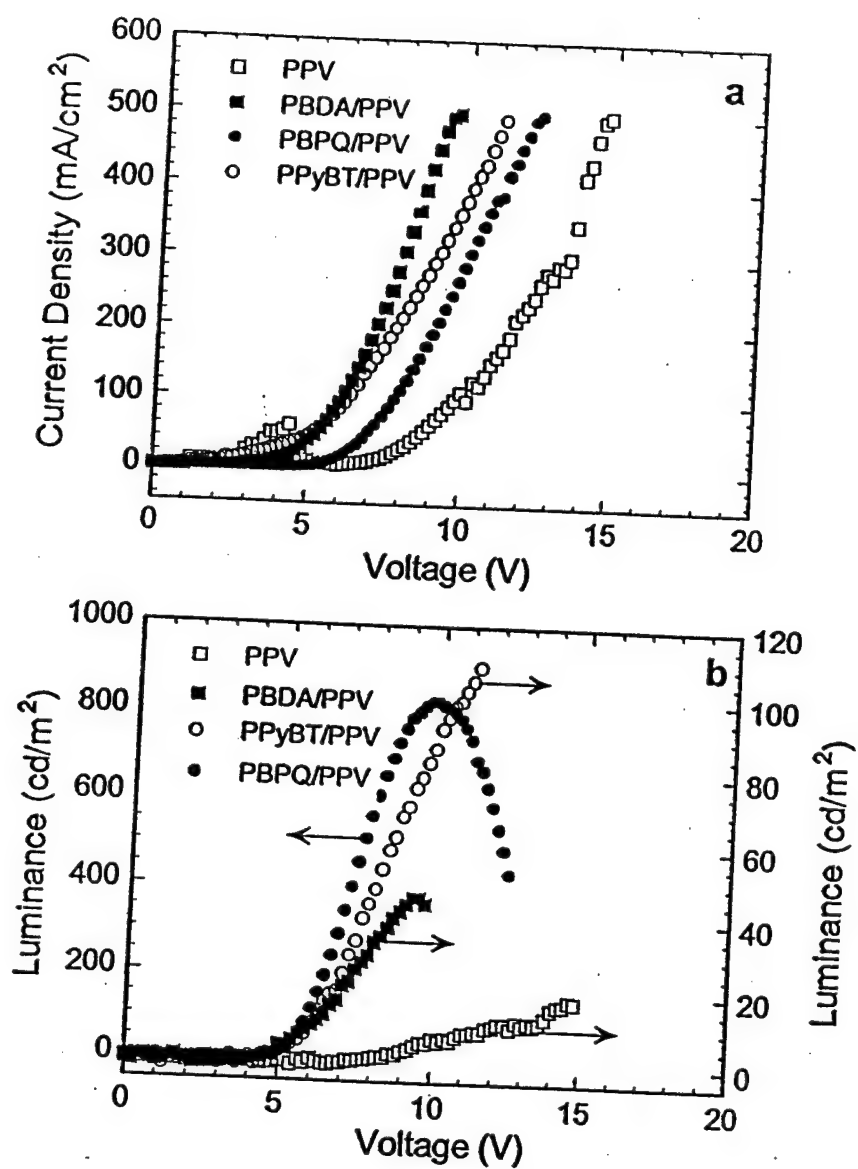 600
500
400
300
200
100
0
Current Density (mA/cm²)
PPV
PBDA/PPV
PBPQ/PPV
PPyBT/PPV
a
0 5 10 15 20
Voltage (V)
1000
800
600
400
200
0
Luminance (cd/m²)
PPV
PBDA/PPV
PPyBT/PPV
PBPQ/PPV
b
120
100
80
60
40
20
0
Luminance (cd/m²)
0 5 10 15 20
Voltage (V)